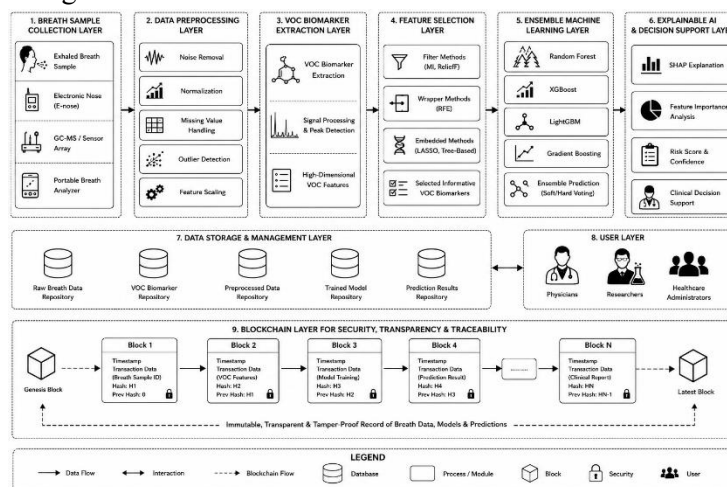 1. BREATH SAMPLE
COLLECTION LAYER
Exhaled Breath
Sample
Electronic Nose
(E-nose)
GC-MS / Sensor
Array
Portable Breath
Analyzer
2. DATA PREPROCESSING
LAYER
Noise Removal
Normalization
Missing Value
Handling
Outlier Detection
Feature Scaling
3. VOC BIOMARKER
EXTRACTION LAYER
VOC Biomarker
Extraction
Signal Processing
& Peak Detection
High-Dimensional
VOC Features
4. FEATURE SELECTION
LAYER
Filter Methods
(MI, ReliefF)
Wrapper Methods
(RFE)
Embedded Methods
(LASSO, Tree-Based)
Selected Informative
VOC Biomarkers
5. ENSEMBLE MACHINE
LEARNING LAYER
Random Forest
XGBoost
LightGBM
Gradient Boosting
Ensemble Prediction
(Soft/Hard Voting)
6. EXPLAINABLE AI
& DECISION SUPPORT LAYER
SHAP Explanation
Feature Importance
Analysis
Risk Score &
Confidence
Clinical Decision
Support
7. DATA STORAGE & MANAGEMENT LAYER
Raw Breath Data
Repository
VOC Biomarker
Repository
Preprocessed Data
Repository
Trained Model
Repository
Prediction Results
Repository
8. USER LAYER
Physicians
Researchers
Healthcare
Administrators
9. BLOCKCHAIN LAYER FOR SECURITY, TRANSPARENCY & TRACEABILITY
Genesis Block
Block 1
Timestamp
Transaction Data
(Breath Sample ID)
Hash: H1
Prev Hash: 0
Block 2
Timestamp
Transaction Data
(VOC Features)
Hash: H2
Prev Hash: H1
Block 3
Timestamp
Transaction Data
(Model Training)
Hash: H3
Prev Hash: H2
Block 4
Timestamp
Transaction Data
(Prediction Result)
Hash: H4
Prev Hash: H3
Block N
Timestamp
Transaction Data
(Clinical Report)
Hash: HN
Prev Hash: HN-1
Latest Block
Immutable, Transparent & Tamper-Proof Record of Breath Data, Models & Predictions
LEGEND
Data Flow
Interaction
Blockchain Flow
Database
Process / Module
Block
Security
User